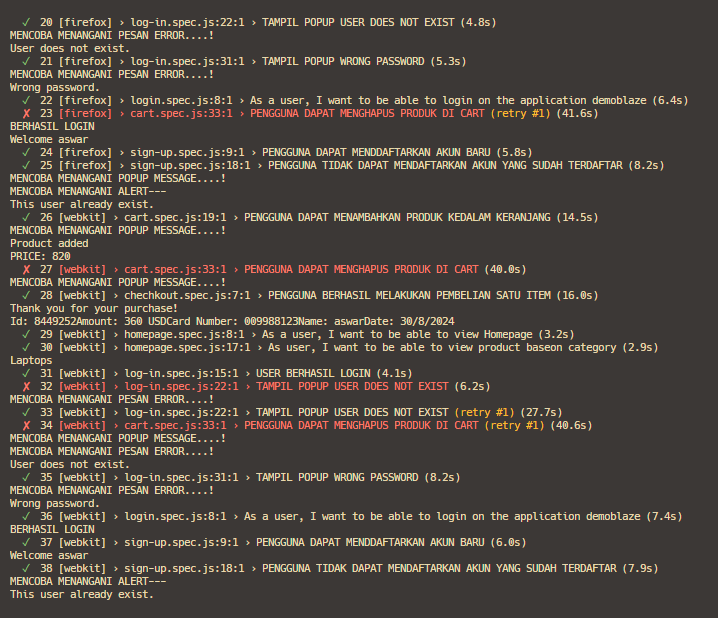 ✓ 20 [firefox] › log-in.spec.js:22:1 › TAMPIL POPUP USER DOES NOT EXIST (4.8s)
MENCOBA MENANGANI PESAN ERROR....!
User does not exist.
✓ 21 [firefox] › log-in.spec.js:31:1 › TAMPIL POPUP WRONG PASSWORD (5.3s)
MENCOBA MENANGANI PESAN ERROR....!
Wrong password.
✓ 22 [firefox] › login.spec.js:8:1 › As a user, I want to be able to login on the application demoblaze (6.4s)
✗ 23 [firefox] › cart.spec.js:33:1 › PENGGUNA DAPAT MENGHAPUS PRODUK DI CART (retry #1) (41.6s)
BERHASIL LOGIN
Welcome aswar
✓ 24 [firefox] › sign-up.spec.js:9:1 › PENGGUNA DAPAT MENDDAFTARKAN AKUN BARU (5.8s)
✓ 25 [firefox] › sign-up.spec.js:18:1 › PENGGUNA TIDAK DAPAT MENDAFTARKAN AKUN YANG SUDAH TERDAFTAR (8.2s)
MENCOBA MENANGANI POPUP MESSAGE....!
MENCOBA MENANGANI ALERT---
This user already exist.
✓ 26 [webkit] › cart.spec.js:19:1 › PENGGUNA DAPAT MENAMBAHKAN PRODUK KEDALAM KERANJANG (14.5s)
MENCOBA MENANGANI POPUP MESSAGE....!
Product added
PRICE: 820
✗ 27 [webkit] › cart.spec.js:33:1 › PENGGUNA DAPAT MENGHAPUS PRODUK DI CART (40.0s)
MENCOBA MENANGANI POPUP MESSAGE....!
✓ 28 [webkit] › chechkout.spec.js:7:1 › PENGGUNA BERHASIL MELAKUKAN PEMBELIAN SATU ITEM (16.0s)
Thank you for your purchase!
Id: 8449252Amount: 360 USDCard Number: 009988123Name: aswarDate: 30/8/2024
✓ 29 [webkit] › homepage.spec.js:8:1 › As a user, I want to be able to view Homepage (3.2s)
✓ 30 [webkit] › homepage.spec.js:17:1 › As user, I want to be able to view product baseon category (2.9s)
Laptops
✓ 31 [webkit] › log-in.spec.js:15:1 › USER BERHASIL LOGIN (4.1s)
✗ 32 [webkit] › log-in.spec.js:22:1 › TAMPIL POPUP USER DOES NOT EXIST (6.2s)
MENCOBA MENANGANI PESAN ERROR....!
✓ 33 [webkit] › log-in.spec.js:22:1 › TAMPIL POPUP USER DOES NOT EXIST (retry #1) (27.7s)
✗ 34 [webkit] › cart.spec.js:33:1 › PENGGUNA DAPAT MENGHAPUS PRODUK DI CART (retry #1) (40.6s)
MENCOBA MENANGANI POPUP MESSAGE....!
MENCOBA MENANGANI PESAN ERROR....!
User does not exist.
✓ 35 [webkit] › log-in.spec.js:31:1 › TAMPIL POPUP WRONG PASSWORD (8.2s)
MENCOBA MENANGANI PESAN ERROR....!
Wrong password.
✓ 36 [webkit] › login.spec.js:8:1 › As a user, I want to be able to login on the application demoblaze (7.4s)
BERHASIL LOGIN
✓ 37 [webkit] › sign-up.spec.js:9:1 › PENGGUNA DAPAT MENDDAFTARKAN AKUN BARU (6.0s)
Welcome aswar
✓ 38 [webkit] › sign-up.spec.js:18:1 › PENGGUNA TIDAK DAPAT MENDAFTARKAN AKUN YANG SUDAH TERDAFTAR (7.9s)
MENCOBA MENANGANI ALERT---
This user already exist.